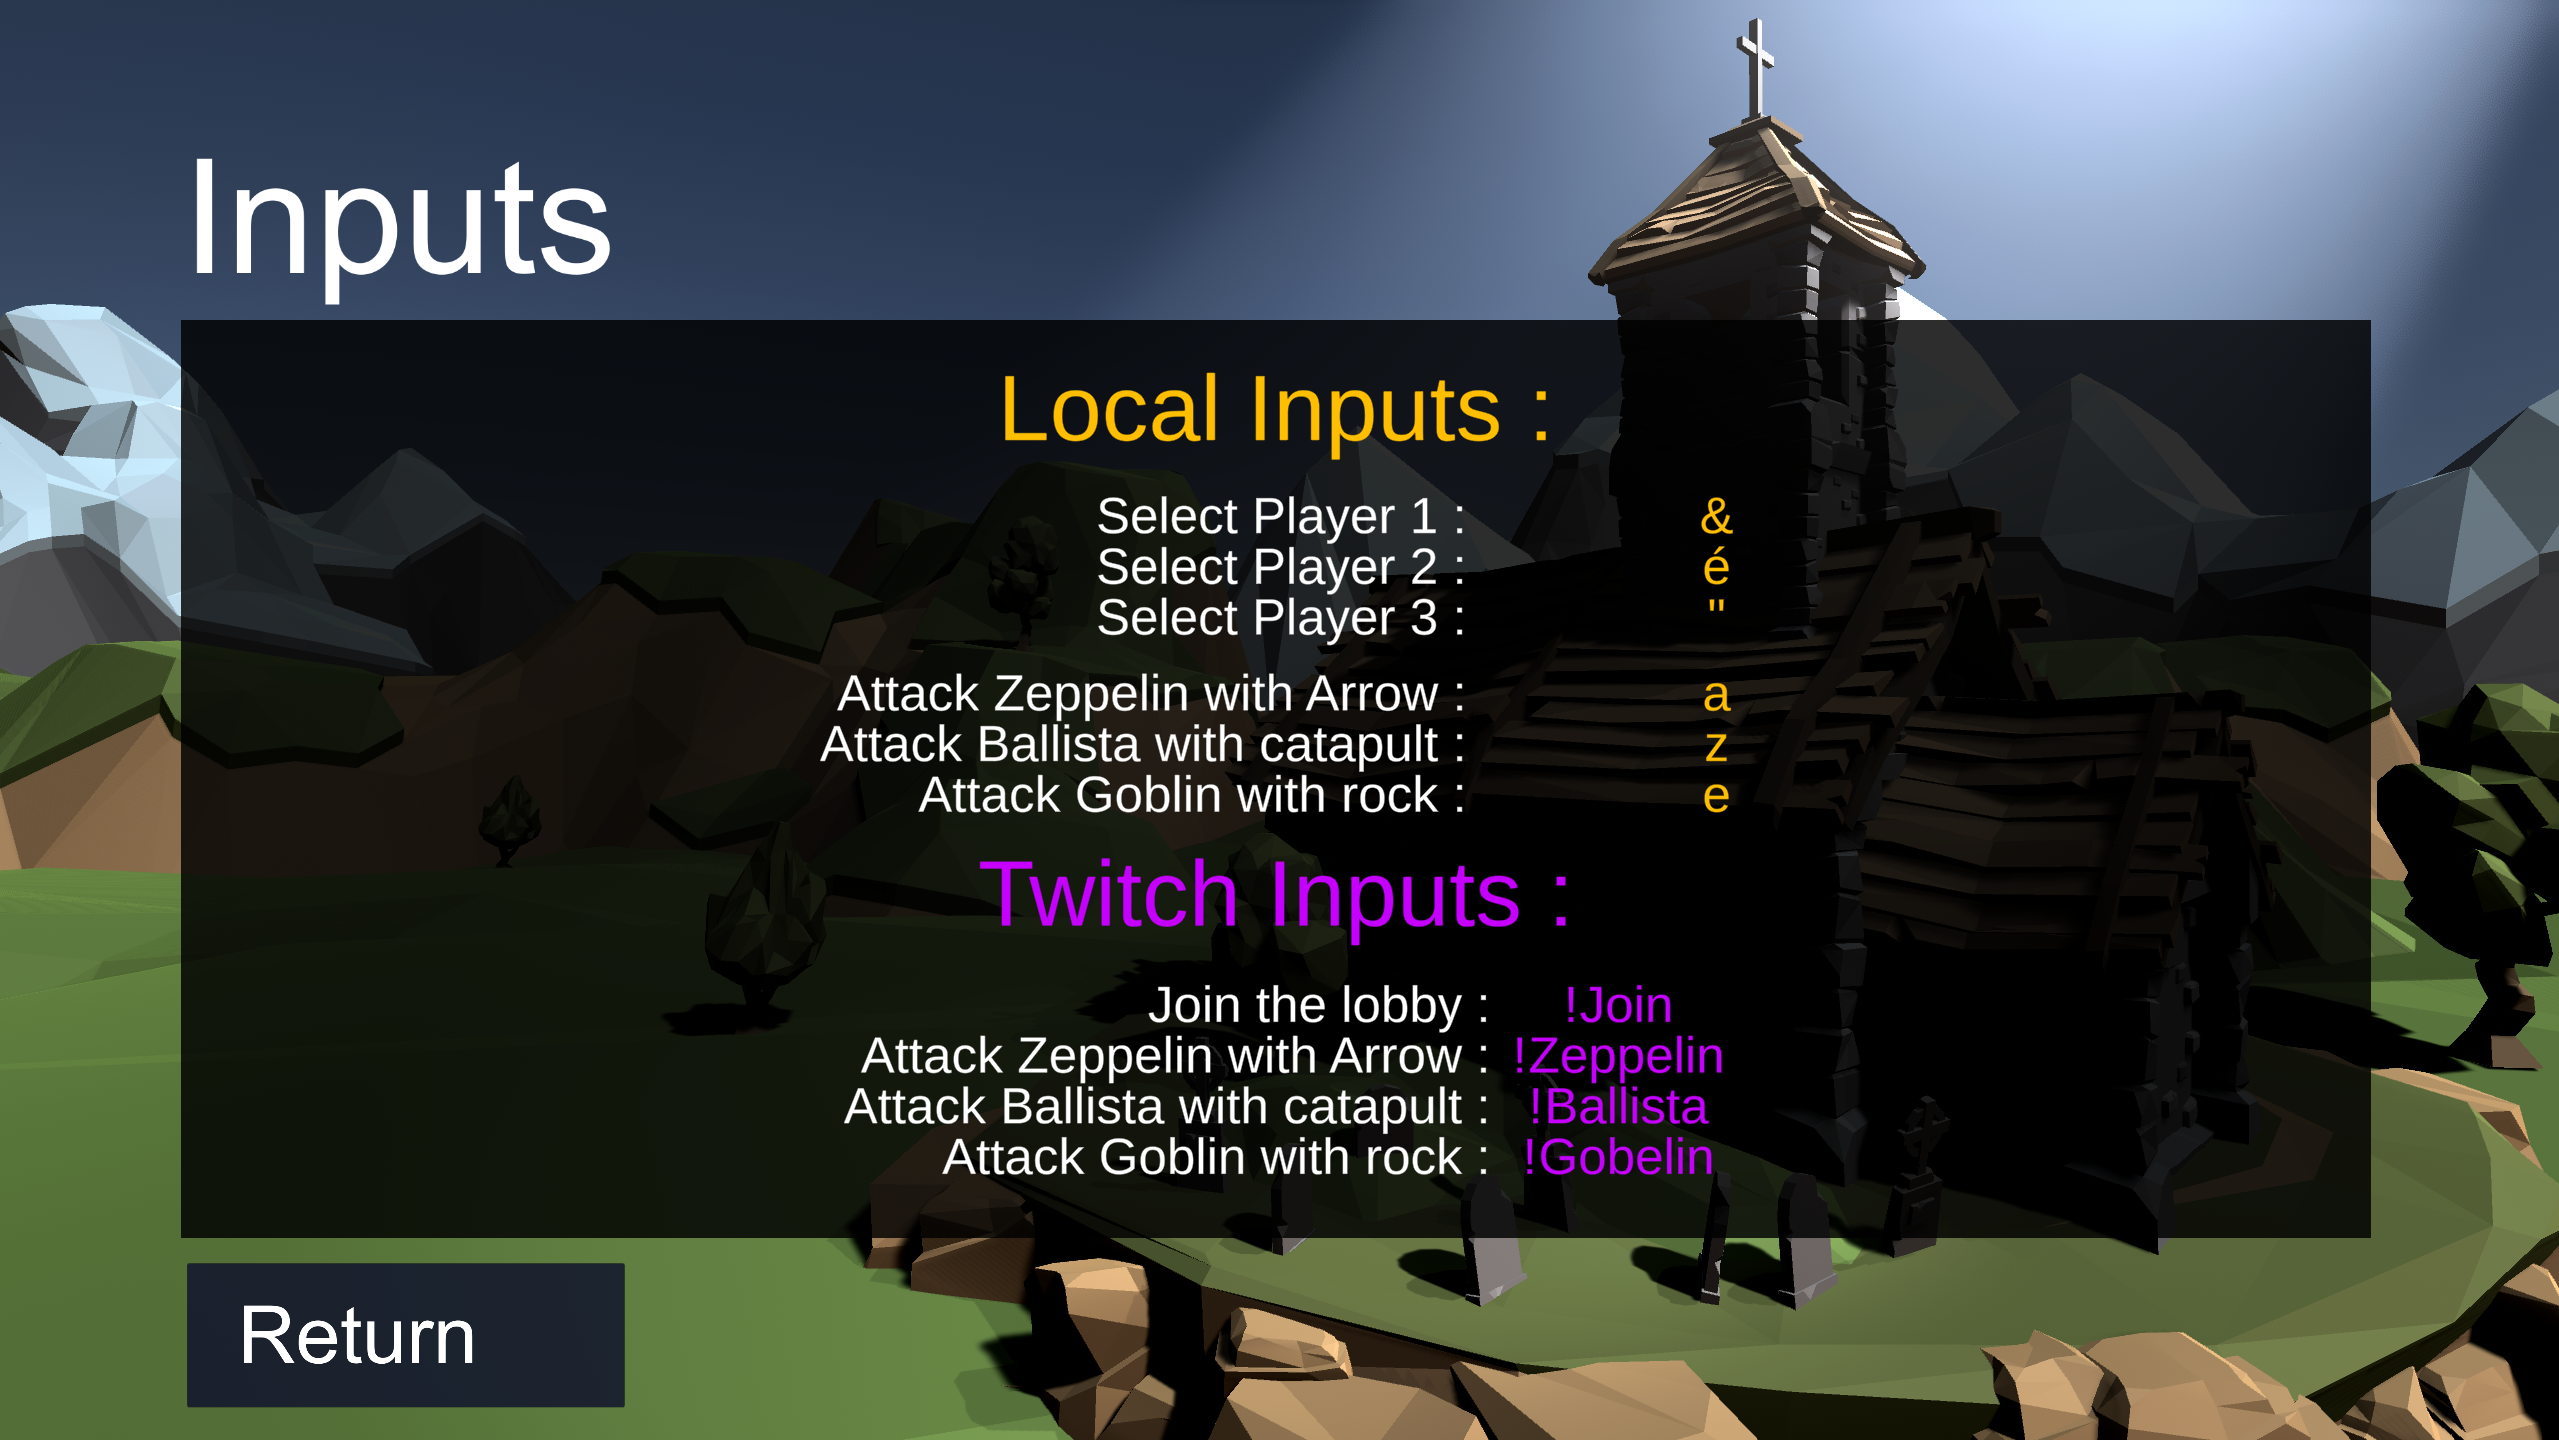 Inputs
Local Inputs :
Select Player 1 : &
Select Player 2 : é
Select Player 3 : "
Attack Zeppelin with Arrow : a
Attack Ballista with catapult : z
Attack Goblin with rock : e
Twitch Inputs :
Join the lobby : !Join
Attack Zeppelin with Arrow : !Zeppelin
Attack Ballista with catapult : !Ballista
Attack Goblin with rock : !Gobelin
Return